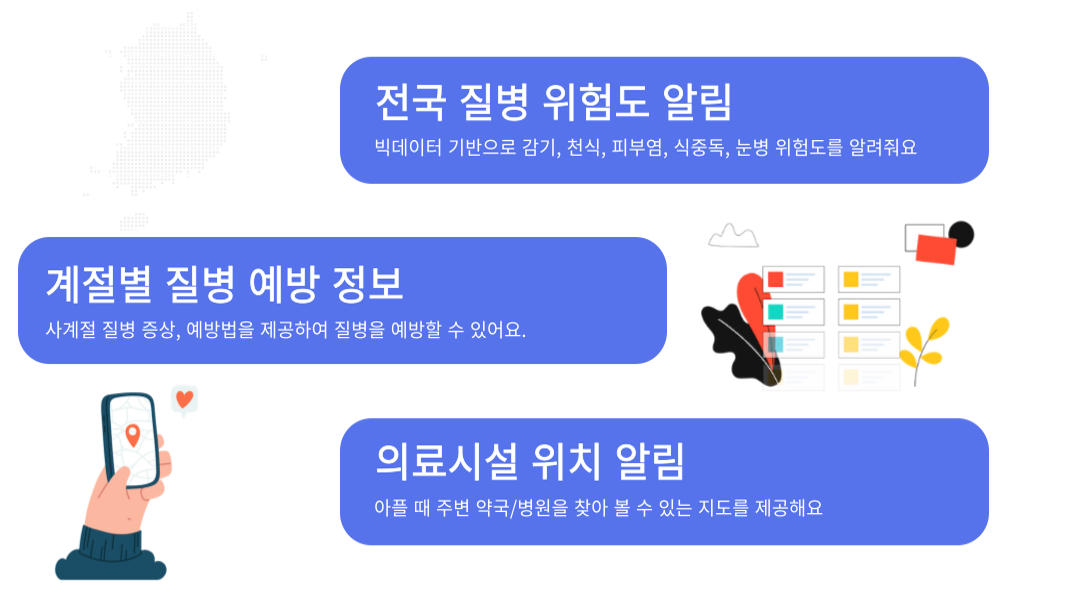 전국 질병 위험도 알림
빅데이터 기반으로 감기, 천식, 피부염, 식중독, 눈병 위험도를 알려줘요
계절별 질병 예방 정보
사계절 질병 증상, 예방법을 제공하여 질병을 예방할 수 있어요.
의료시설 위치 알림
아플 때 주변 약국/병원을 찾아 볼 수 있는 지도를 제공해요